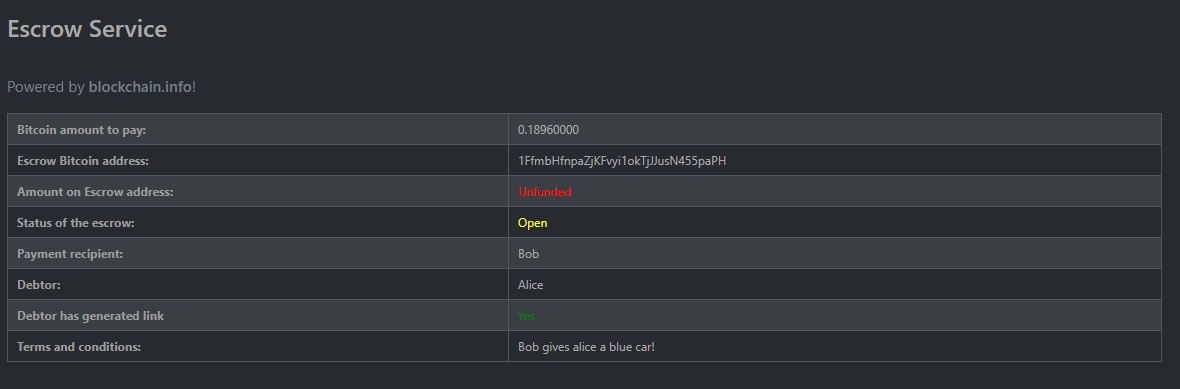 Escrow Service
Powered by blockchain.info!
Bitcoin amount to pay: 0.18960000
Escrow Bitcoin address: 1FfmbHfnpaZjKFvyi1okTjJJusN455paPH
Amount on Escrow address: Unfunded
Status of the escrow: Open
Payment recipient: Bob
Debtor: Alice
Debtor has generated link Yes
Terms and conditions: Bob gives alice a blue car!